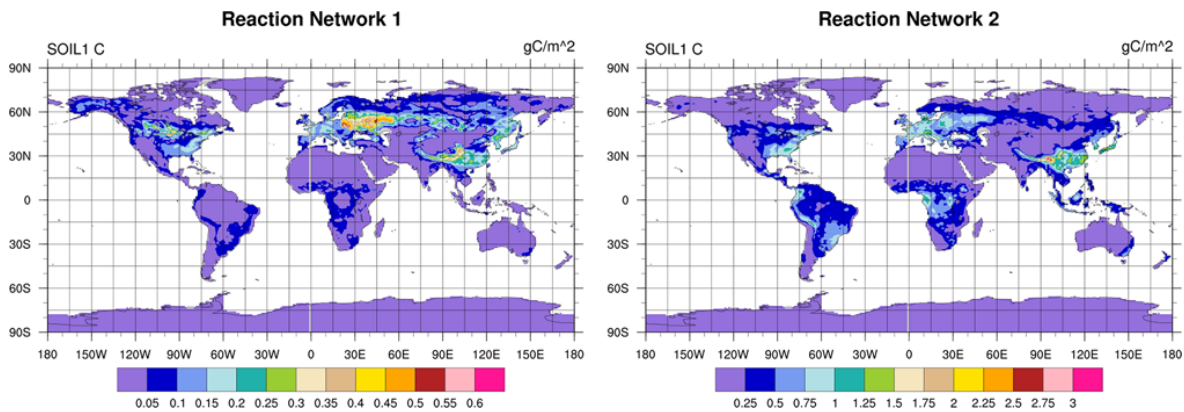 Reaction Network 1
SOIL1 C gC/m^2
90N
60N
30N
0
30S
60S
90S
180 150W 120W 90W 60W 30W 0 30E 60E 90E 120E 150E 180
0.05 0.1 0.15 0.2 0.25 0.3 0.35 0.4 0.45 0.5 0.55 0.6
Reaction Network 2
SOIL1 C gC/m^2
90N
60N
30N
0
30S
60S
90S
180 150W 120W 90W 60W 30W 0 30E 60E 90E 120E 150E 180
0.25 0.5 0.75 1 1.25 1.5 1.75 2 2.25 2.5 2.75 3